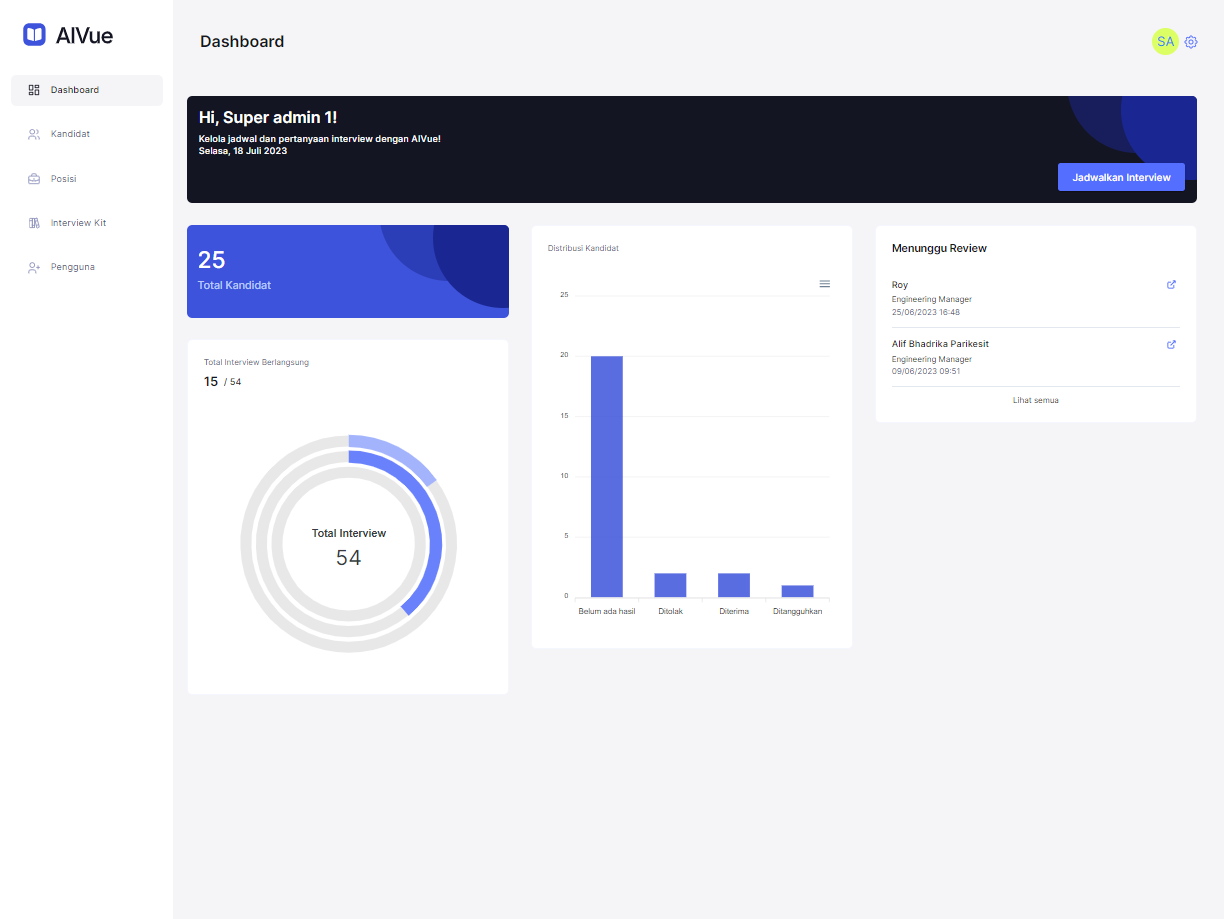 AIVue
Dashboard
Kandidat
Posisi
Interview Kit
Pengguna
Dashboard
SA
Hi, Super admin 1!
Kelola jadwal dan pertanyaan interview dengan AIVue!
Selasa, 18 Juli 2023
Jadwalkan Interview
25
Total Kandidat
Total Interview Berlangsung
15 / 54
Total Interview
54
Distribusi Kandidat
25
20
15
10
5
0
Belum ada hasil Ditolak Diterima Ditangguhkan
Menunggu Review
Roy
Engineering Manager
25/06/2023 16:48
Alif Bhadrika Parikesit
Engineering Manager
09/06/2023 09:51
Lihat semua